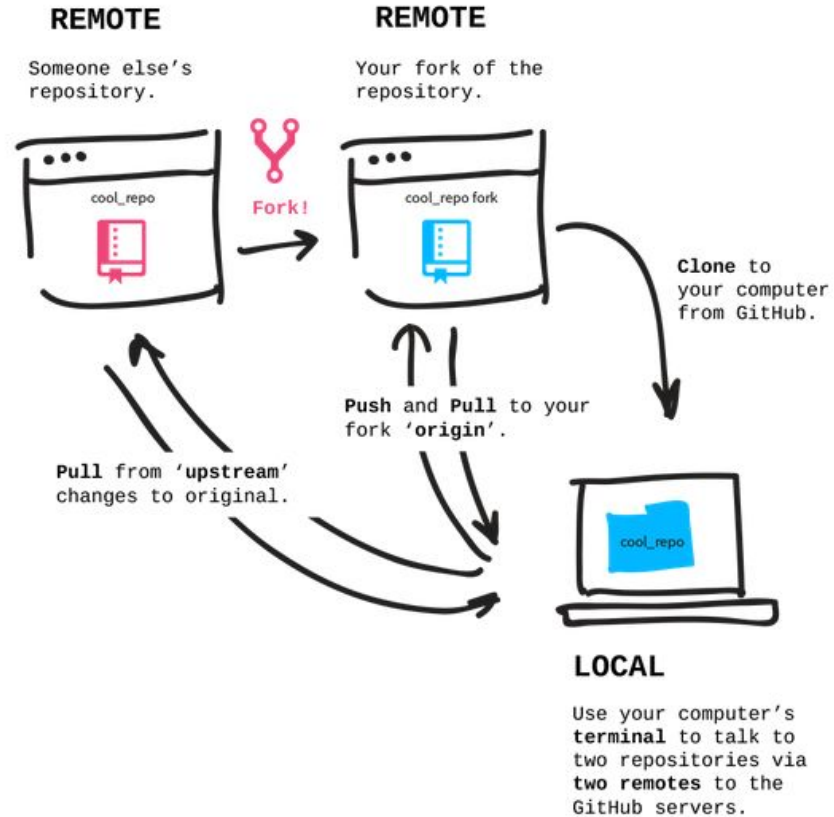 REMOTE
Someone else's
repository.
cool_repo
Fork!
REMOTE
Your fork of the
repository.
cool_repo fork
Clone to
your computer
from GitHub.
Push and Pull to your
fork ‘origin’.
Pull from ‘upstream’
changes to original.
cool_repo
LOCAL
Use your computer’s
terminal to talk to
two repositories via
two remotes to the
GitHub servers.